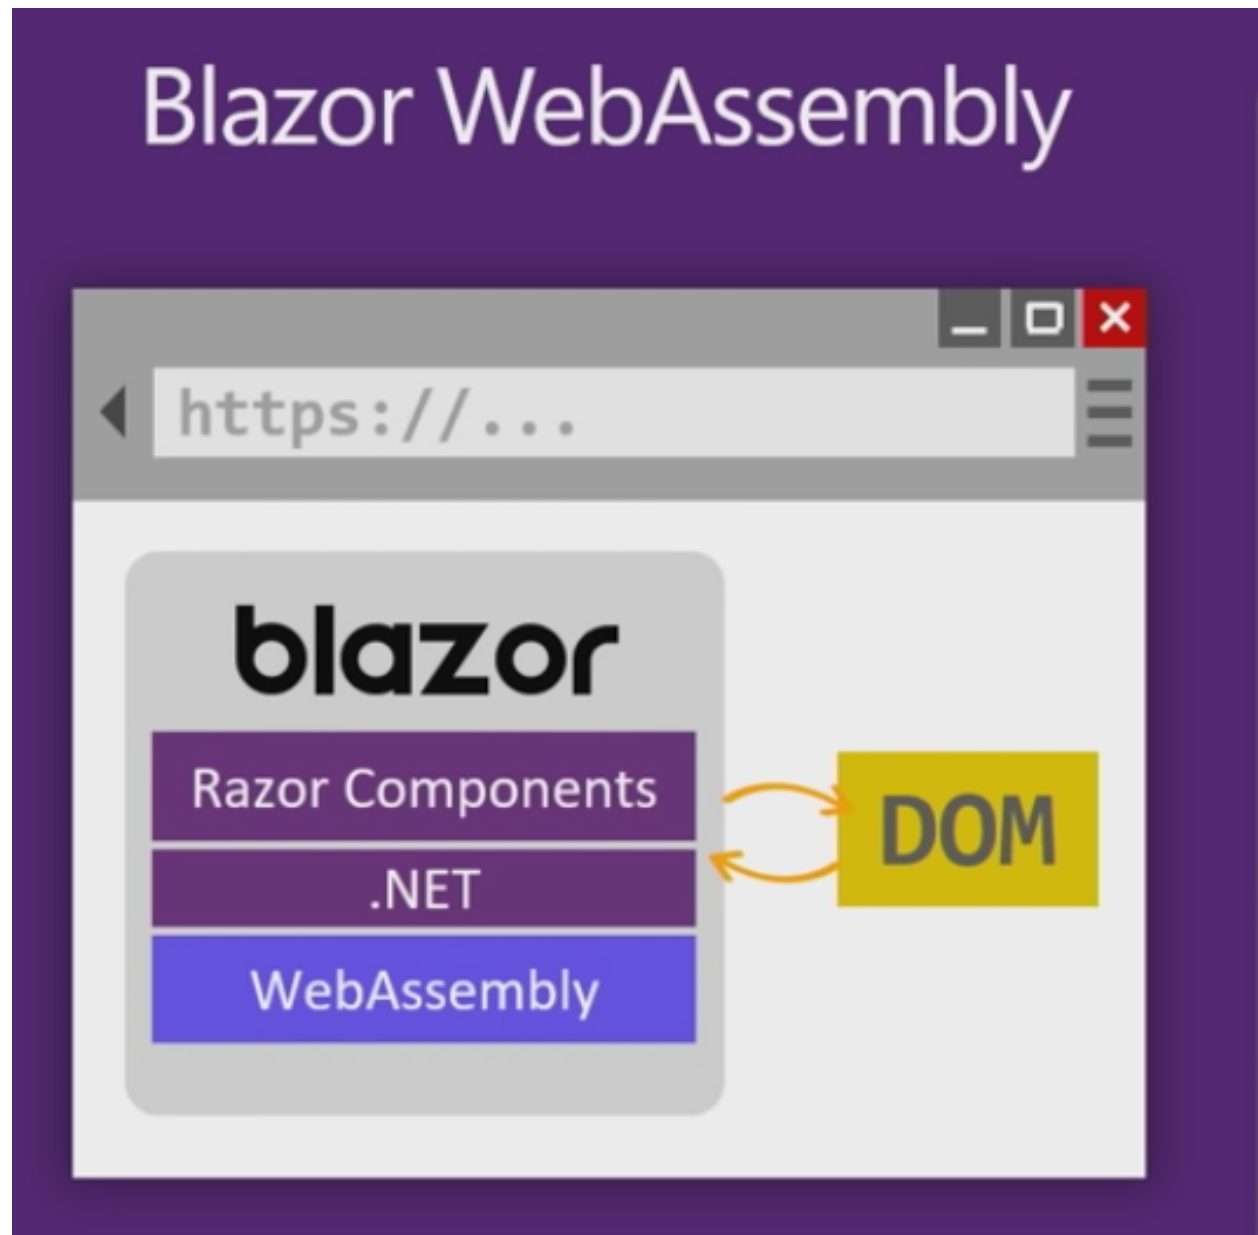 Blazor WebAssembly
https://...
blazor
Razor Components
.NET
WebAssembly
DOM